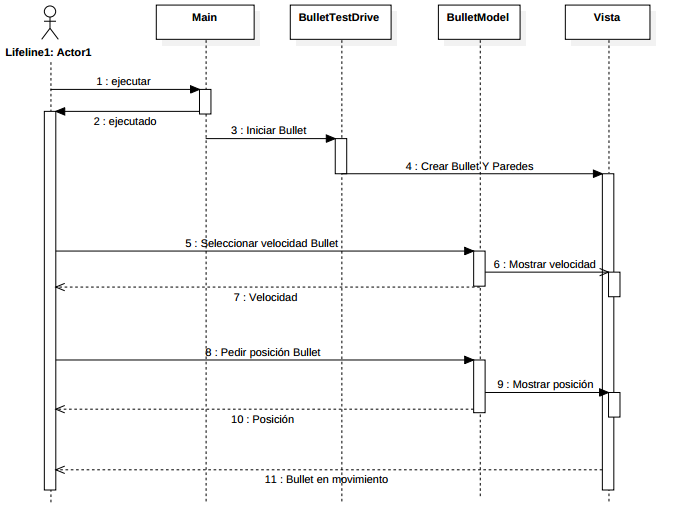 Main
BulletTestDrive
BulletModel
Vista
Lifeline1: Actor1
1 : ejecutar
2 : ejecutado
3 : Iniciar Bullet
4 : Crear Bullet Y Paredes
5 : Seleccionar velocidad Bullet
6 : Mostrar velocidad
7 : Velocidad
8 : Pedir posición Bullet
9 : Mostrar posición
10 : Posición
11 : Bullet en movimiento